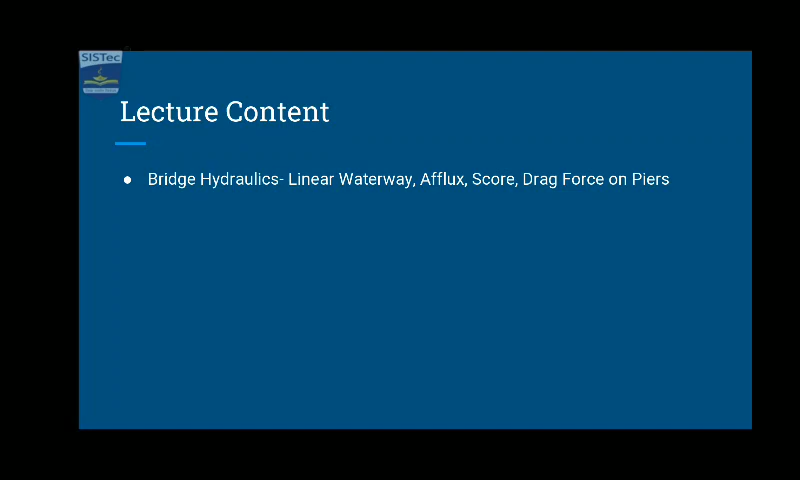 SISTec
Lecture Content
● Bridge Hydraulics- Linear Waterway, Afflux, Score, Drag Force on Piers